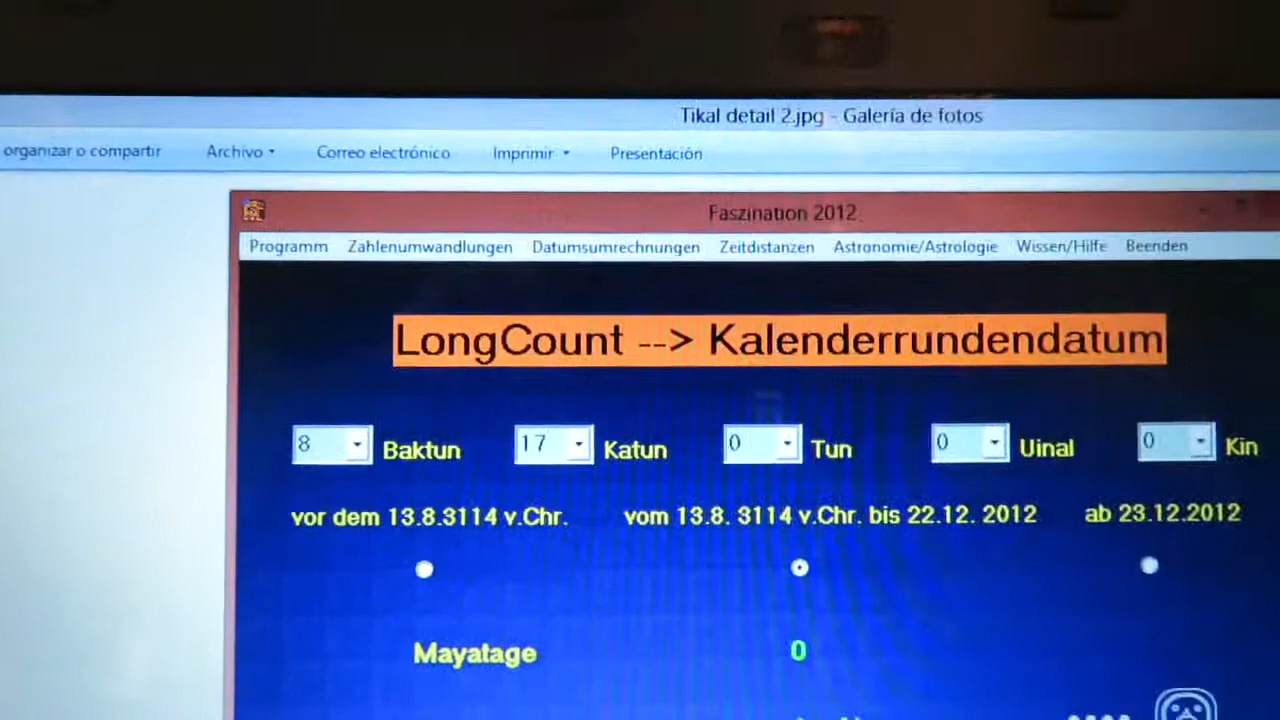 Tikal detail 2.jpg - Galería de fotos
organizar o compartir Archivo Correo electrónico Imprimir Presentación
Faszination 2012
Programm Zahlenumwandlungen Datumsumrechnungen Zeitdistanzen Astronomie/Astrologie Wissen/Hilfe Beenden
LongCount --> Kalenderrundendatum
8 Baktun 17 Katun 0 Tun 0 Uinal 0 Kin
vor dem 13.8.3114 v.Chr. vom 13.8. 3114 v.Chr. bis 22.12. 2012 ab 23.12.2012
Mayatage 0